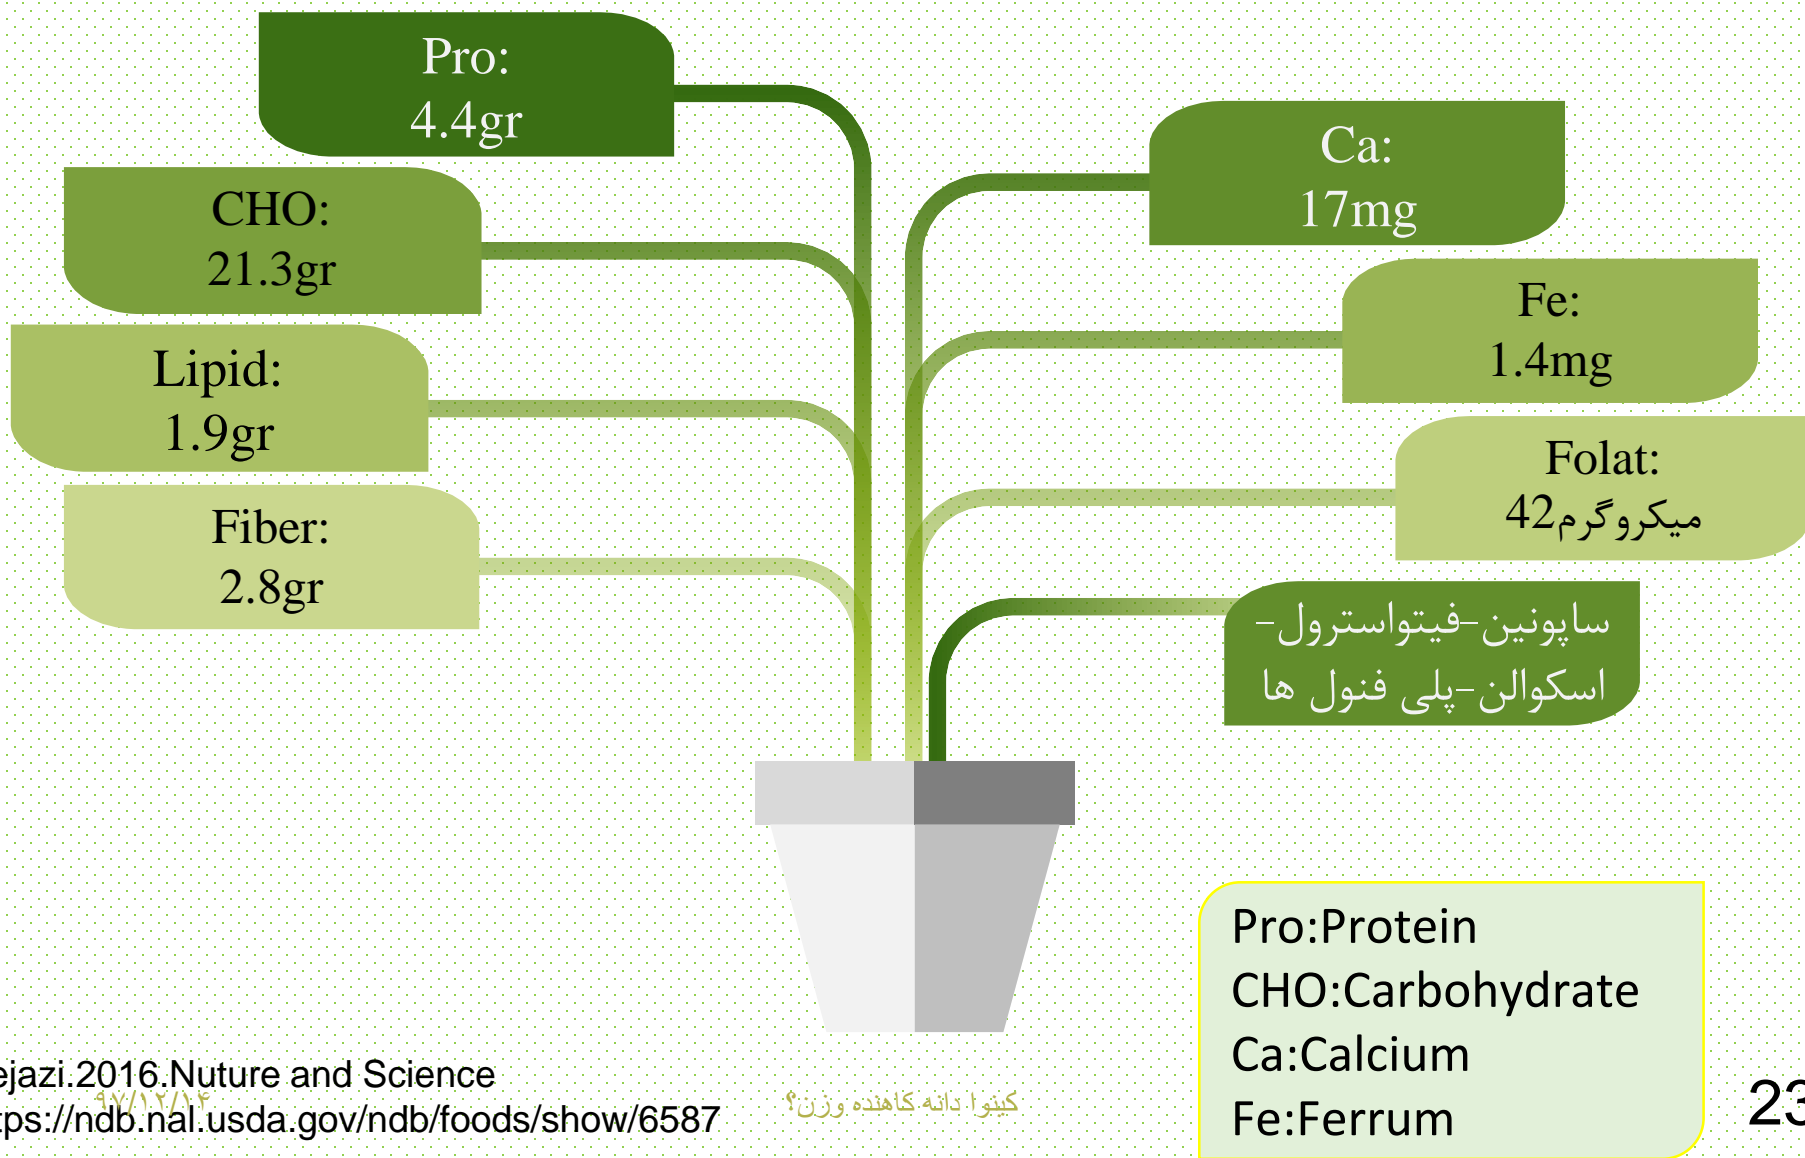 Pro:
4.4gr
CHO:
21.3gr
Lipid:
1.9gr
Fiber:
2.8gr
Ca:
17mg
Fe:
1.4mg
Folat:
42میکروگرم
ساپونین-فیتواسترول-
اسکوالن-پلی فنول ها
Pro:Protein
CHO:Carbohydrate
Ca:Calcium
Fe:Ferrum
ejazi.2016.Nuture and Science
۹۷/۱۲/۱۴
tps://ndb.nal.usda.gov/ndb/foods/show/6587
کینوا دانه کاهنده وزن؟
23